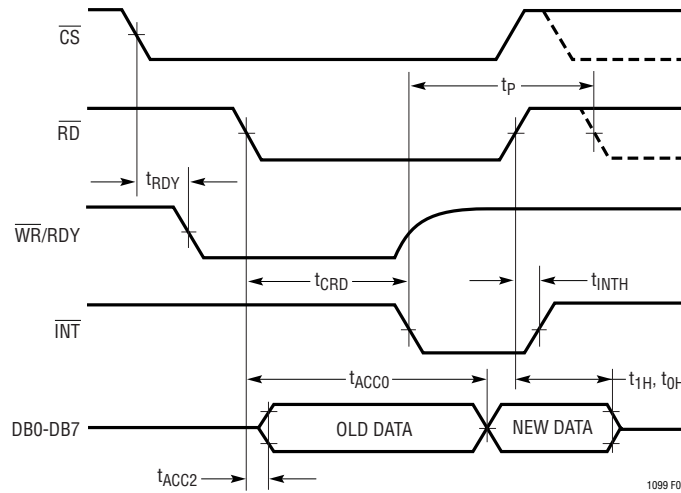 CS
tP
RD
tRDY
WR/RDY
tCRD
tINTH
INT
tACC0
t1H, t0H
DB0-DB7
OLD DATA
NEW DATA
tACC2
1099 F0